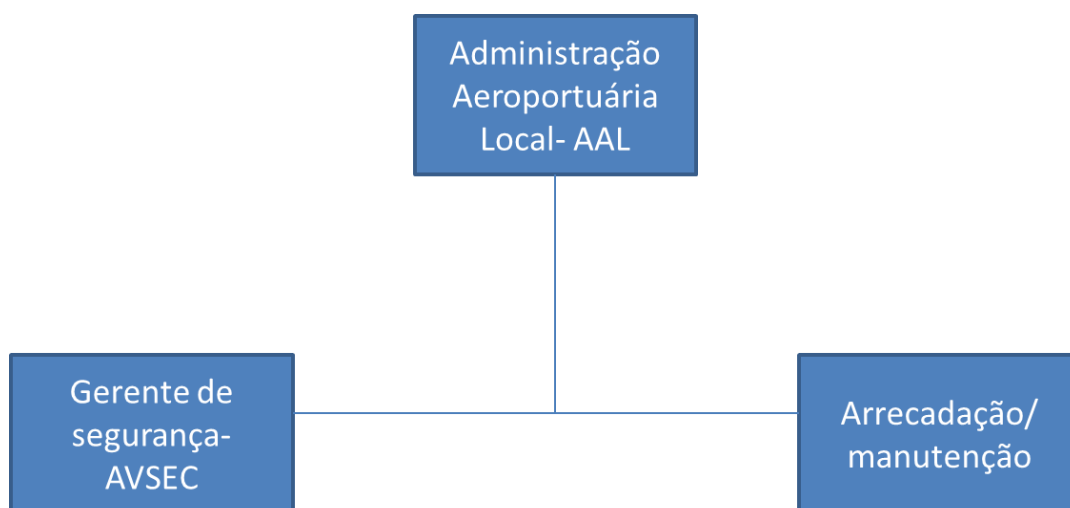 Administração
Aeroportuária
Local- AAL
Gerente de
segurança-
AVSEC
Arrecadação/
manutenção